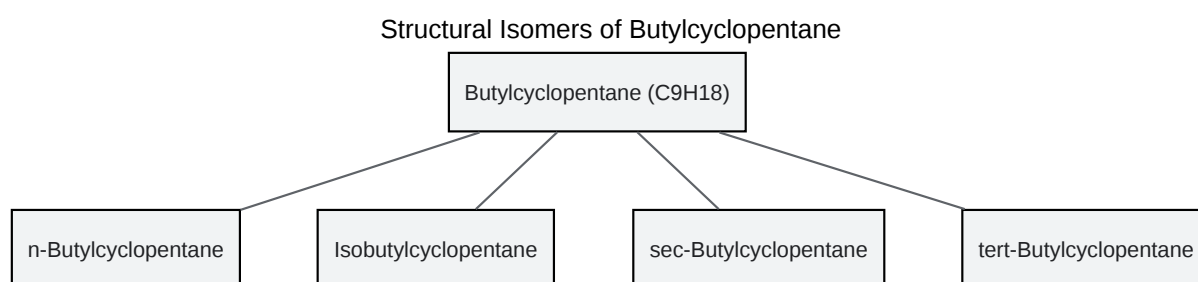 Structural Isomers of Butylcyclopentane
Butylcyclopentane (C9H18)
n-Butylcyclopentane
Isobutylcyclopentane
sec-Butylcyclopentane
tert-Butylcyclopentane